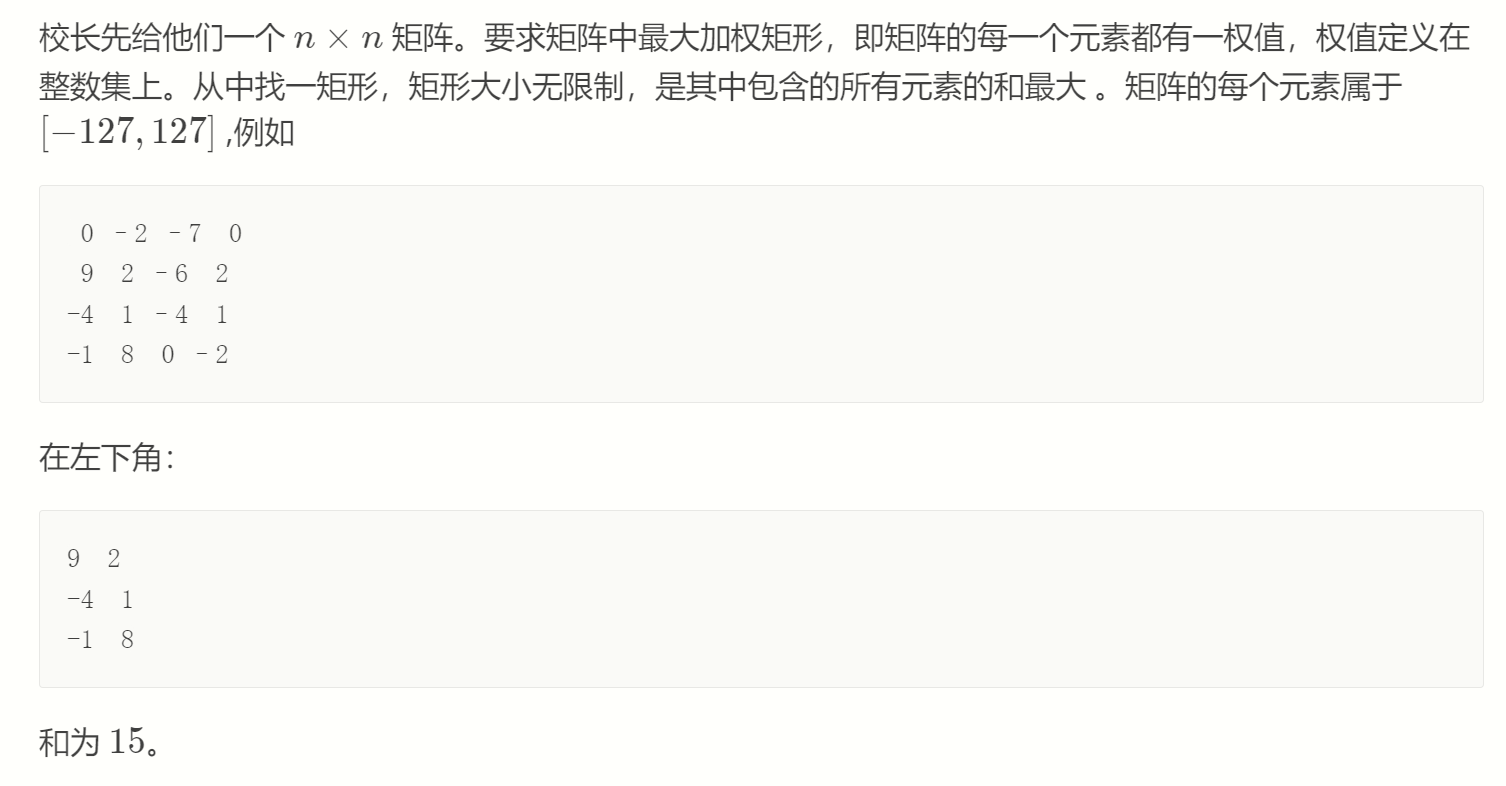 校长先给他们一个 n × n 矩阵。要求矩阵中最大加权矩形，即矩阵的每一个元素都有一权值，权值定义在
整数集上。从中找一矩形，矩形大小无限制，是其中包含的所有元素的和最大 。矩阵的每个元素属于
[−127, 127] ,例如
0 -2 -7 0
9 2 -6 2
-4 1 -4 1
-1 8 0 -2
在左下角：
9 2
-4 1
-1 8
和为 15。